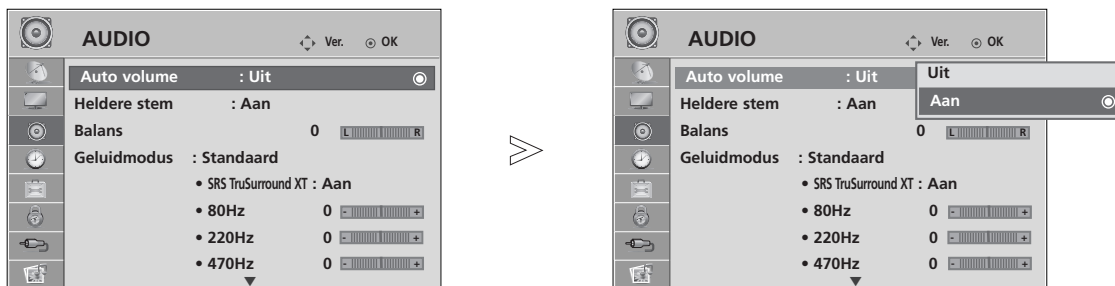 AUDIO Ver. OK
Auto volume : Uit
Heldere stem : Aan
Balans 0 L R
Geluidmodus : Standaard
• SRS TruSurround XT : Aan
• 80Hz 0 - +
• 220Hz 0 - +
• 470Hz 0 - +
AUDIO Ver. OK
Auto volume : Uit
Uit
Aan
Heldere stem : Aan
Balans 0 L R
Geluidmodus : Standaard
• SRS TruSurround XT : Aan
• 80Hz 0 - +
• 220Hz 0 - +
• 470Hz 0 - +